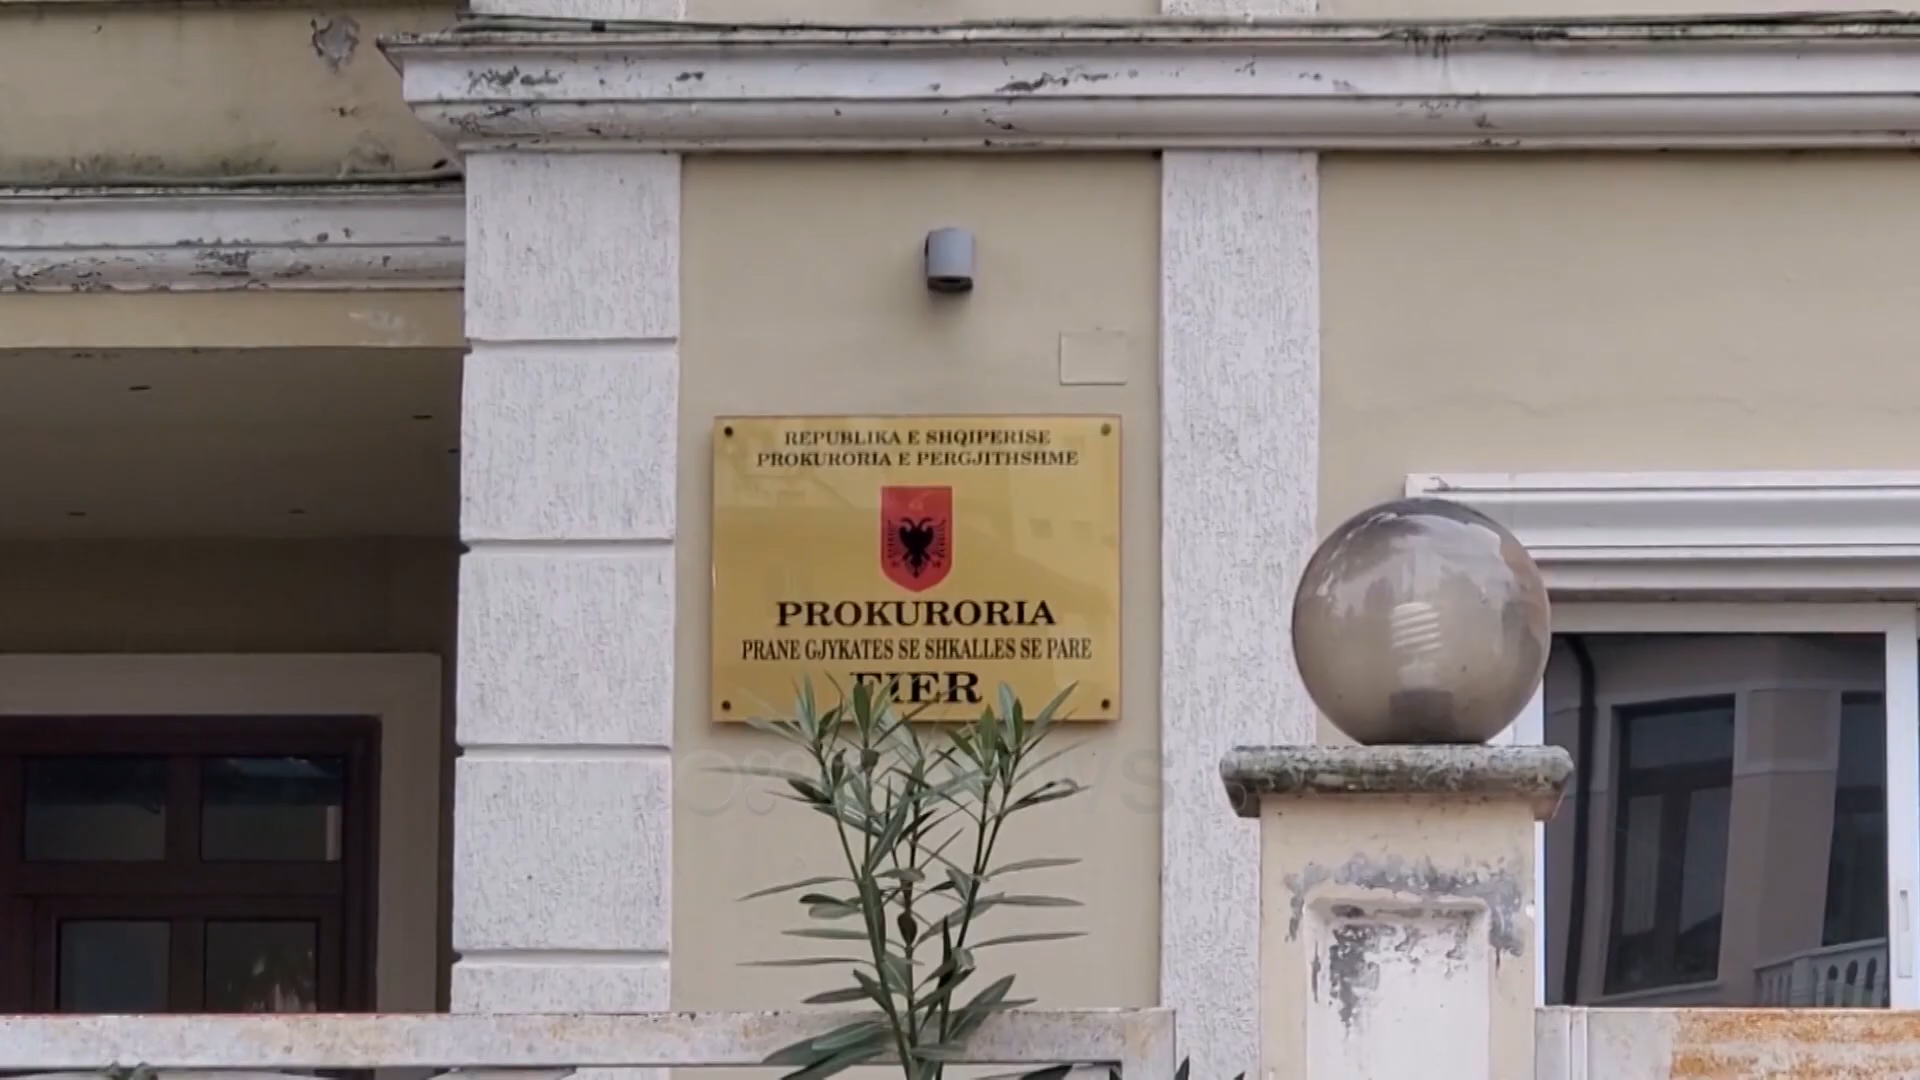 REPUBLIKA E SHQIPERISE
PROKURORIA E PERGJITHSHME
PROKURORIA
PRANE GJYKATES SE SHKALLES SE PARE
FIER